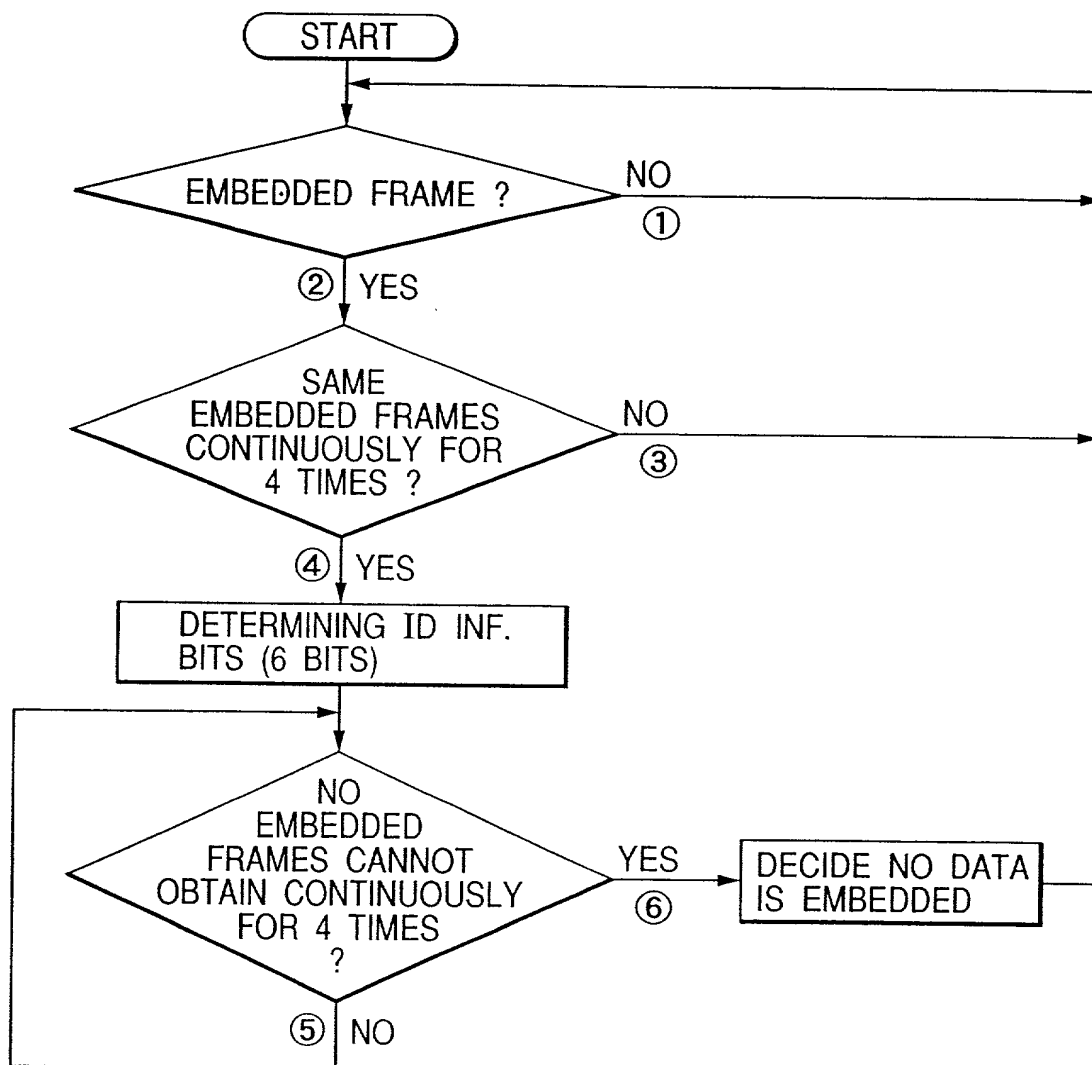 START
EMBEDDED FRAME ?
NO
①
② YES
SAME
EMBEDDED FRAMES
CONTINUOUSLY FOR
4 TIMES ?
NO
③
④ YES
DETERMINING ID INF.
BITS (6 BITS)
NO
EMBEDDED
FRAMES CANNOT
OBTAIN CONTINUOUSLY
FOR 4 TIMES
?
YES
⑥
DECIDE NO DATA
IS EMBEDDED
⑤ NO